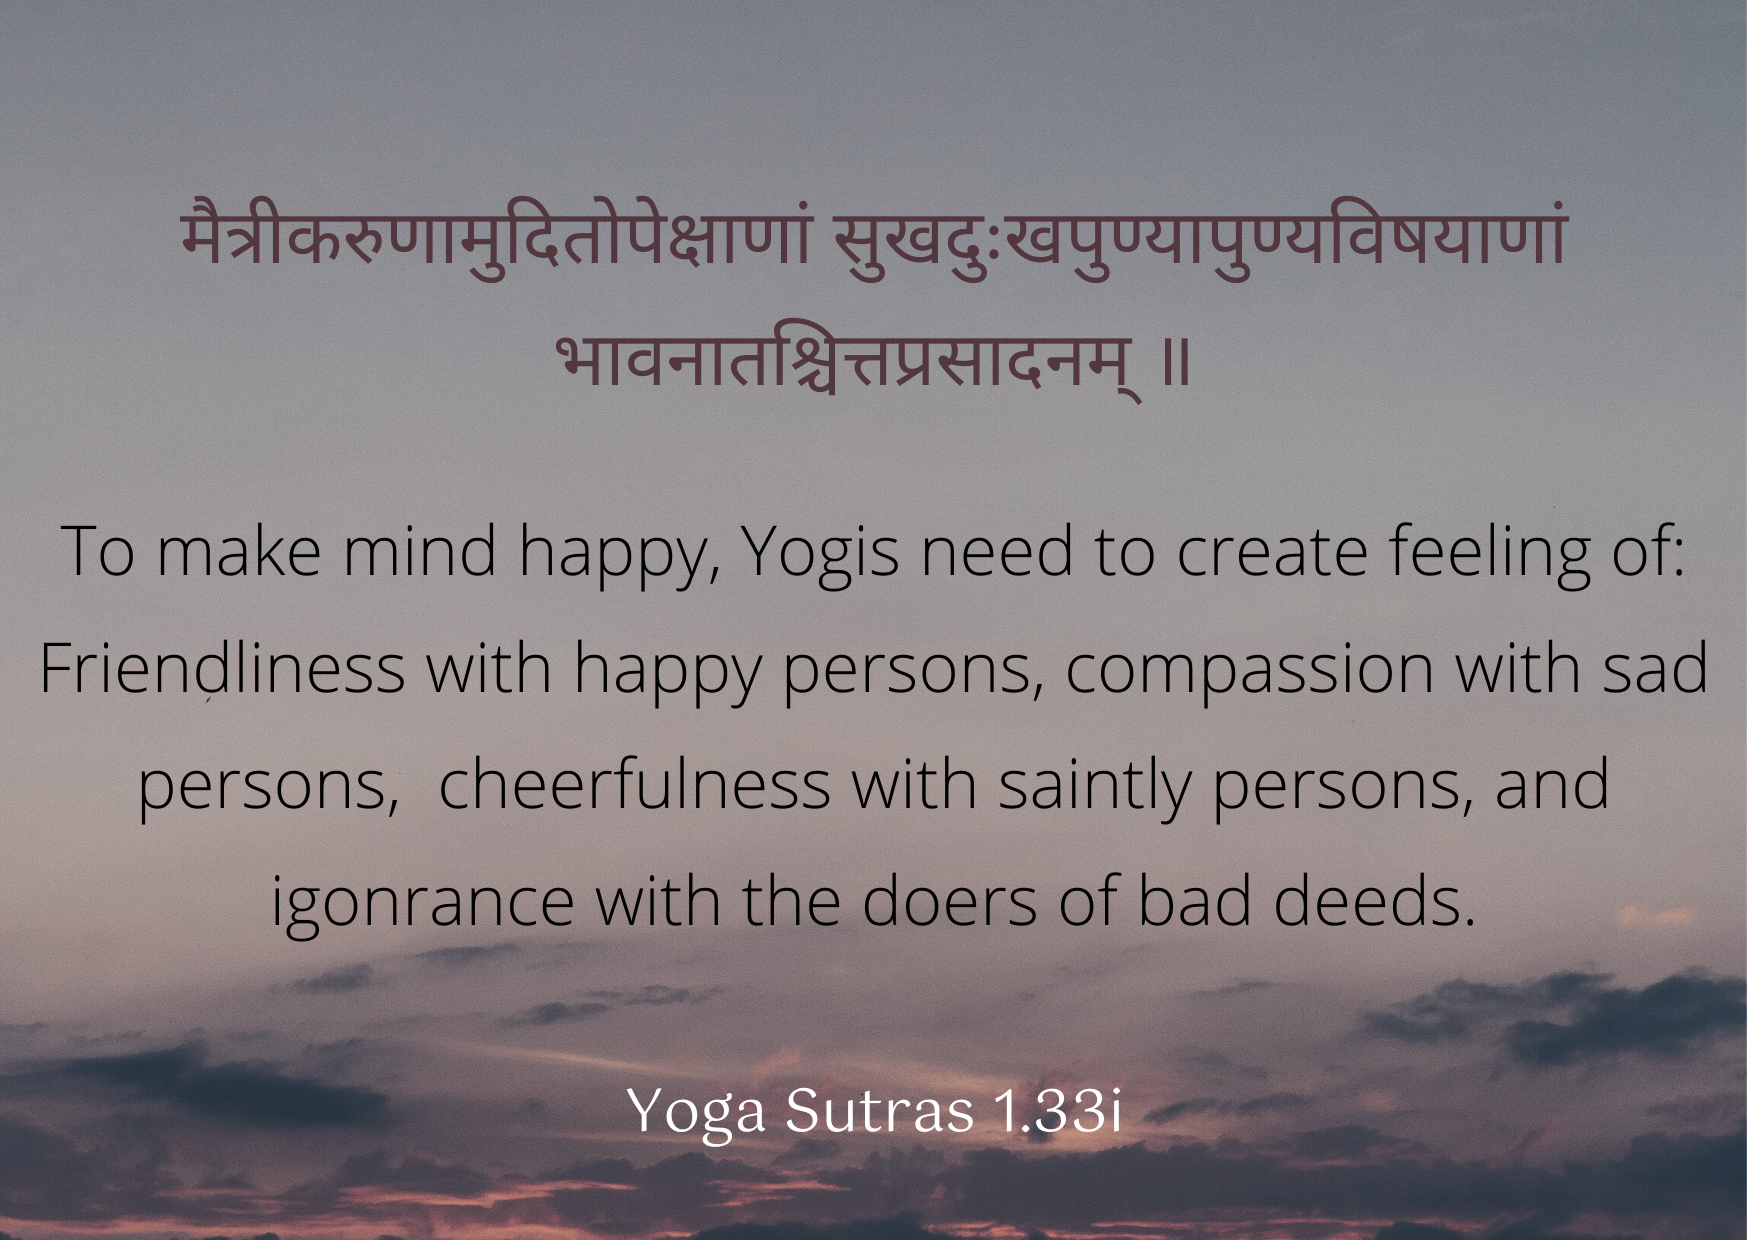 मैत्रीकरुणामुदितोपेक्षाणां सुखदुःखपुण्यापुण्यविषयाणां
भावनातश्चित्तप्रसादनम् ॥
To make mind happy, Yogis need to create feeling of:
Friendliness with happy persons, compassion with sad
persons,  cheerfulness with saintly persons, and
igonrance with the doers of bad deeds.
Yoga Sutras 1.33i